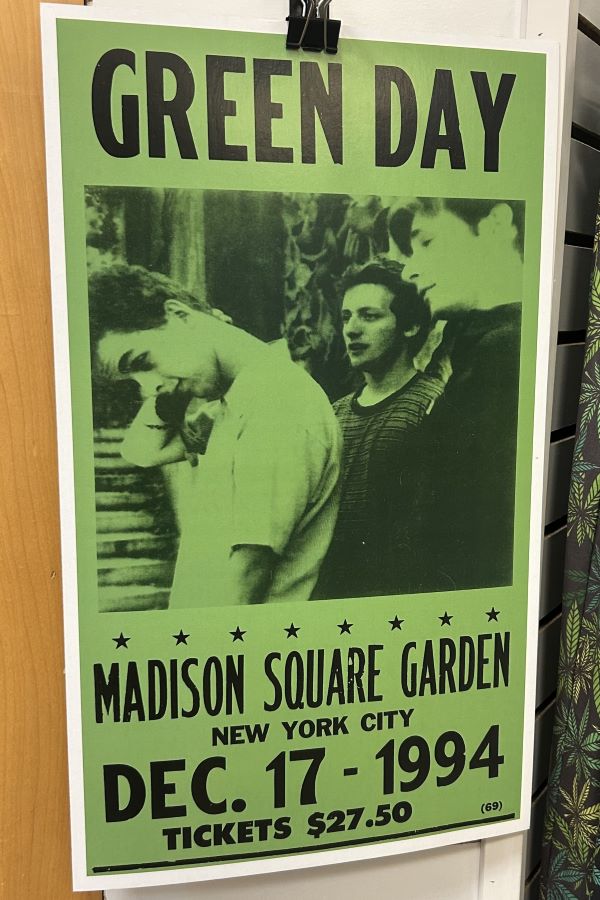 GREEN DAY
MADISON SQUARE GARDEN
NEW YORK CITY
DEC. 17 - 1994
TICKETS $27.50 (69)